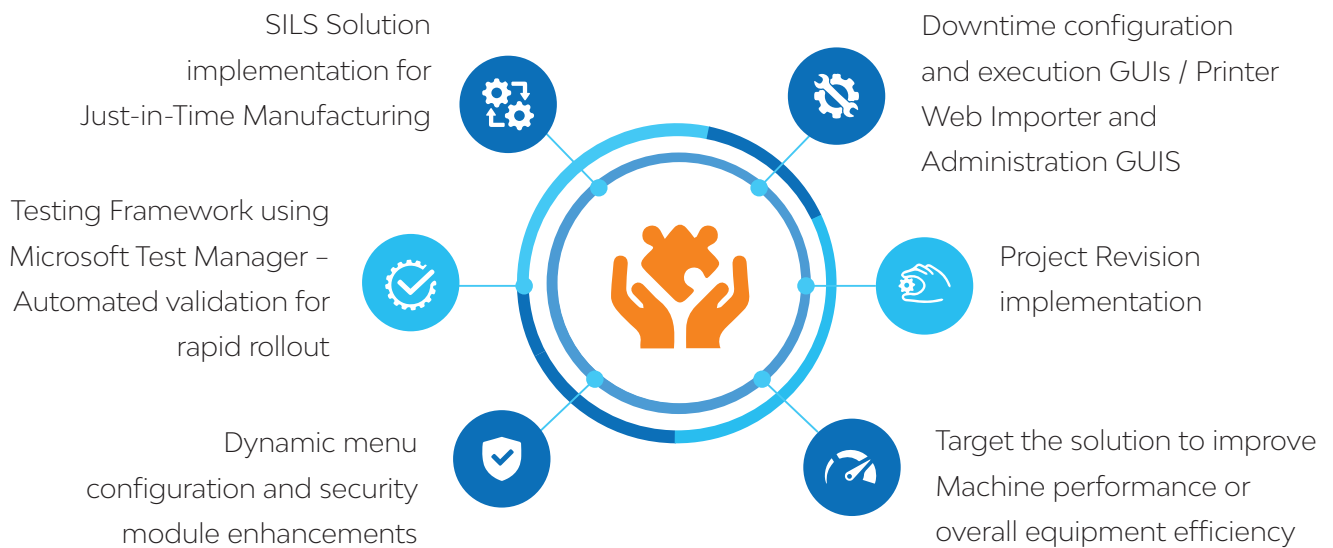 SILS Solution
implementation for
Just-in-Time Manufacturing
Downtime configuration
and execution GUIs / Printer
Web Importer and
Administration GUIS
Testing Framework using
Microsoft Test Manager –
Automated validation for
rapid rollout
Project Revision
implementation
Dynamic menu
configuration and security
module enhancements
Target the solution to improve
Machine performance or
overall equipment efficiency